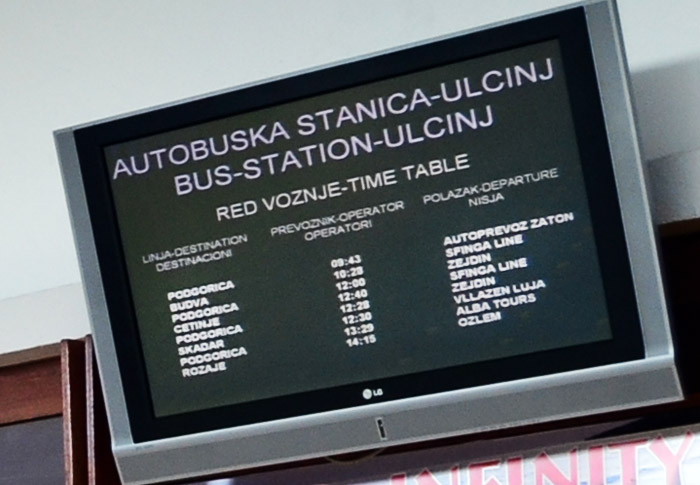 AUTOBUSKA STANICA-ULCINJ
BUS-STATION-ULCINJ
RED VOZNJE-TIME TABLE
LINJA-DESTINATION PREVOZNIK-OPERATOR POLAZAK-DEPARTURE
DESTINACIONI OPERATORI NISJA
PODGORICA 09:43 AUTOPREVOZ ZATON
BUDVA 10:28 SFINGA LINE
PODGORICA 12:00 ZEJDIN
CETINJE 12:40 SFINGA LINE
PODGORICA 12:28 ZEJDIN
SKADAR 12:30 VLLAZEN LUJA
PODGORICA 13:29 ALBA TOURS
ROZAJE 14:15 OZLEM
LG
i
INFINITY